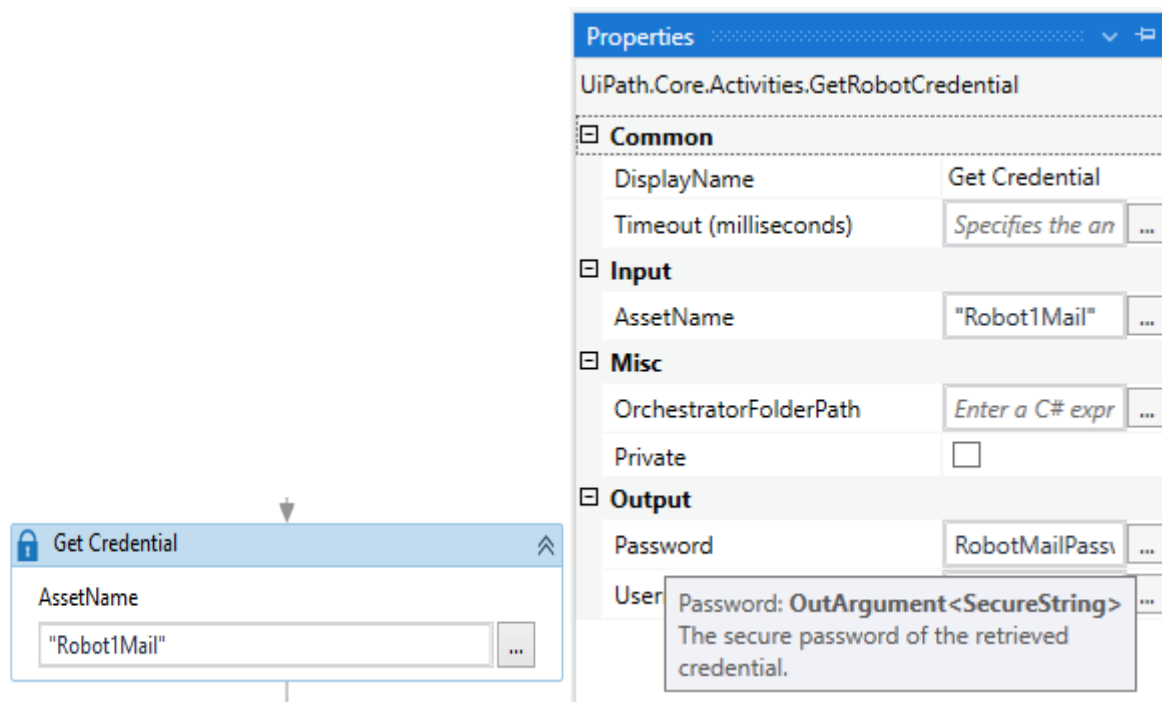 Properties
UiPath.Core.Activities.GetRobotCredential
Common
DisplayName Get Credential
Timeout (milliseconds) Specifies the an ...
Input
AssetName "Robot1Mail" ...
Misc
OrchestratorFolderPath Enter a C# expr ...
Private
Output
Password RobotMailPassw ...
User ...
Password: OutArgument<SecureString>
The secure password of the retrieved
credential.
Get Credential
AssetName
"Robot1Mail" ...